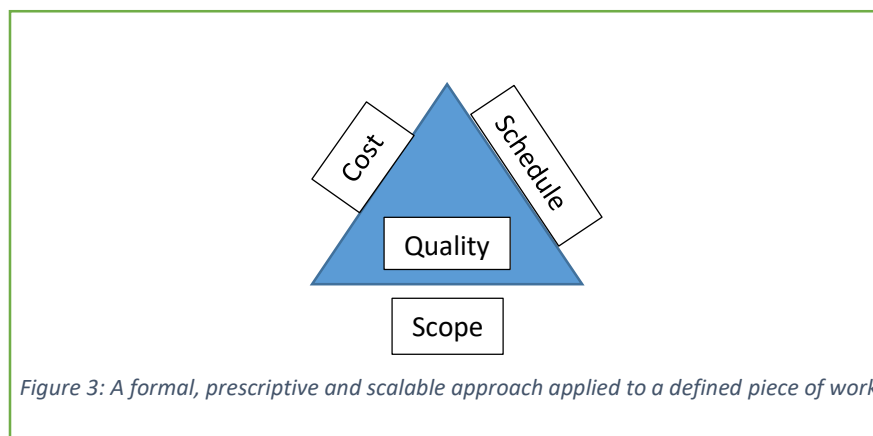 Cost
Schedule
Quality
Scope
Figure 3: A formal, prescriptive and scalable approach applied to a defined piece of work